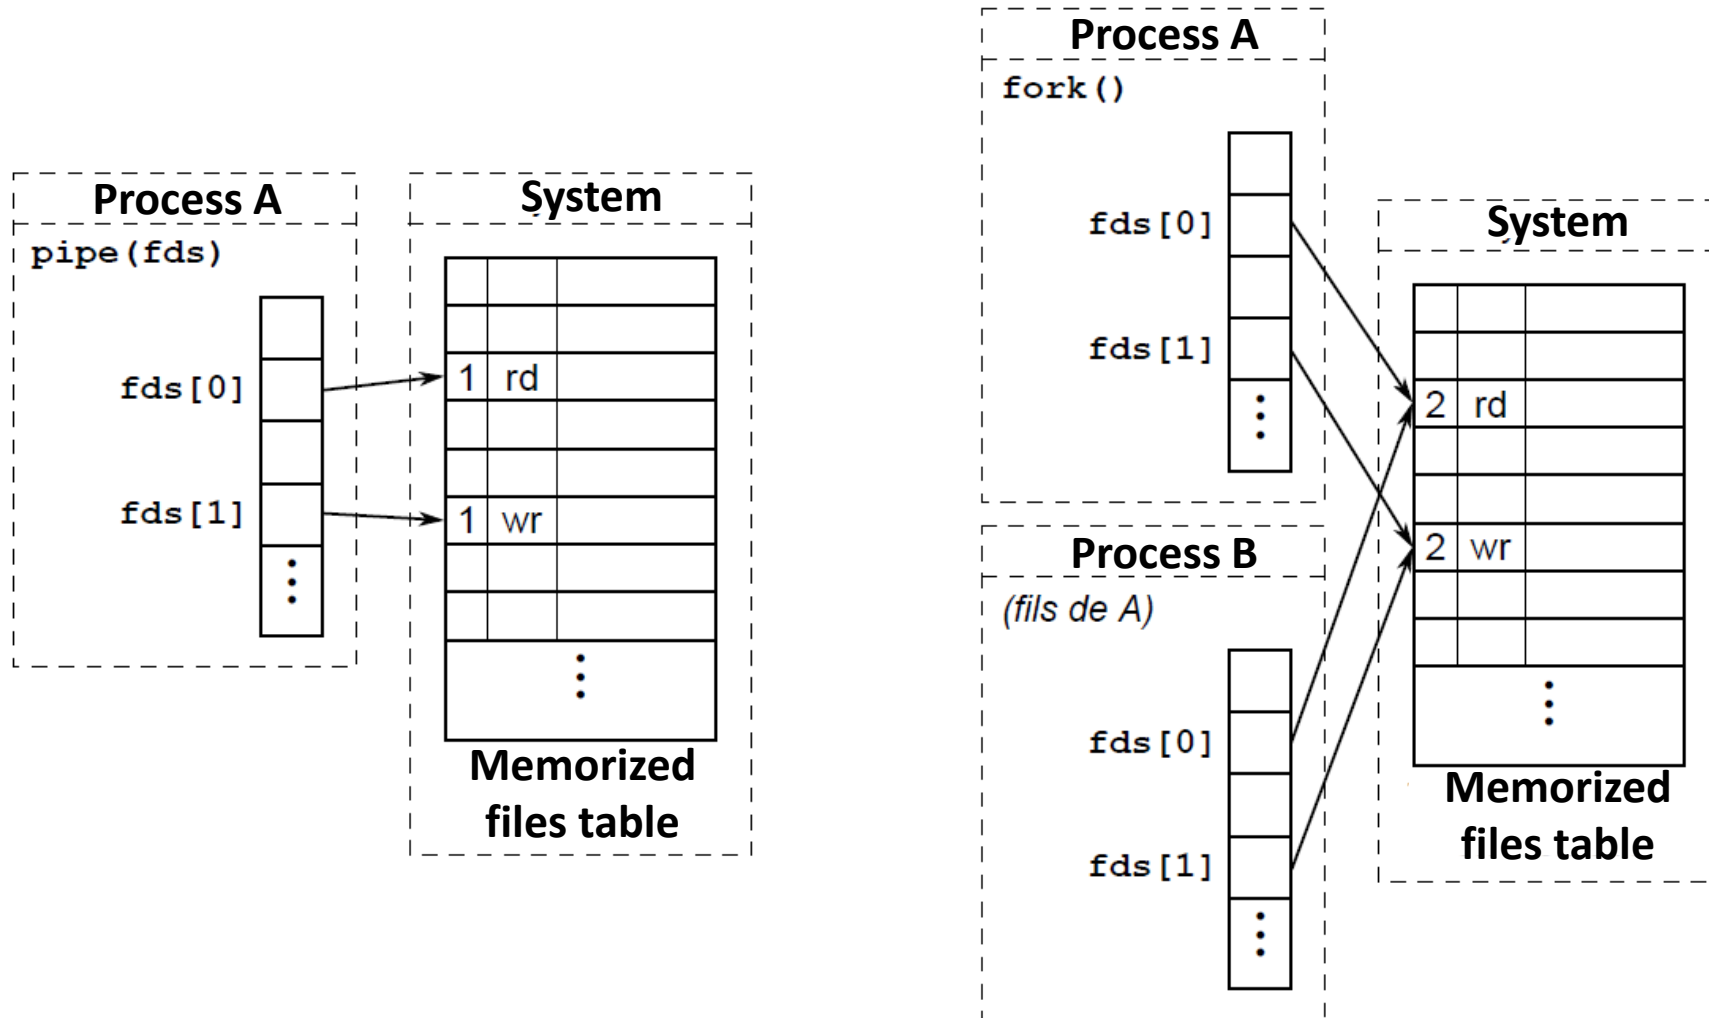 Process A
pipe(fds)
fds[0]
fds[1]
System
1 rd
1 wr
Memorized
files table
Process A
fork()
fds[0]
fds[1]
Process B
(fils de A)
fds[0]
fds[1]
System
2 rd
2 wr
Memorized
files table